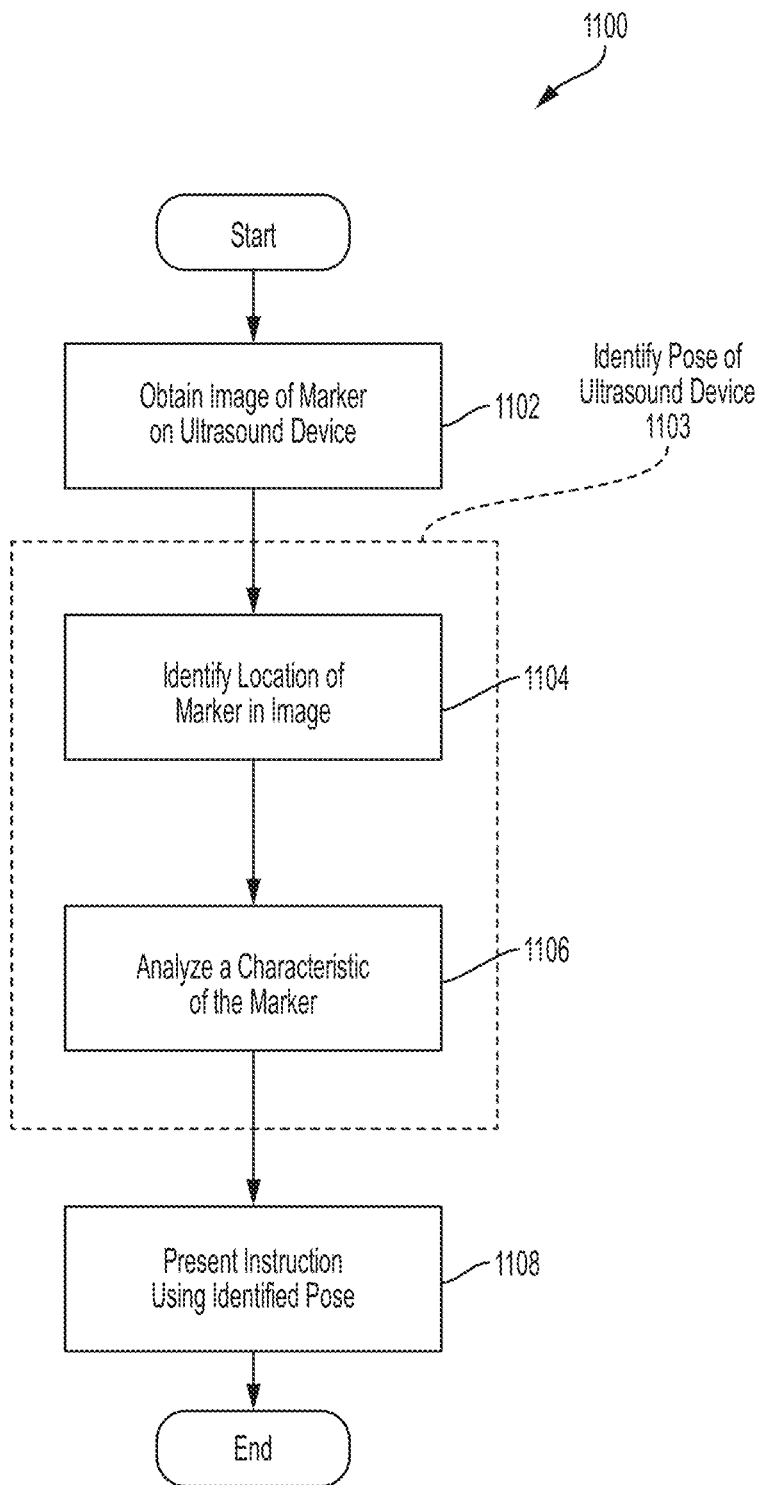 1100
Start
Obtain Image of Marker
on Ultrasound Device
1102
Identify Pose of
Ultrasound Device
1103
Identify Location of
Marker in Image
1104
Analyze a Characteristic
of the Marker
1106
Present Instruction
Using Identified Pose
1108
End